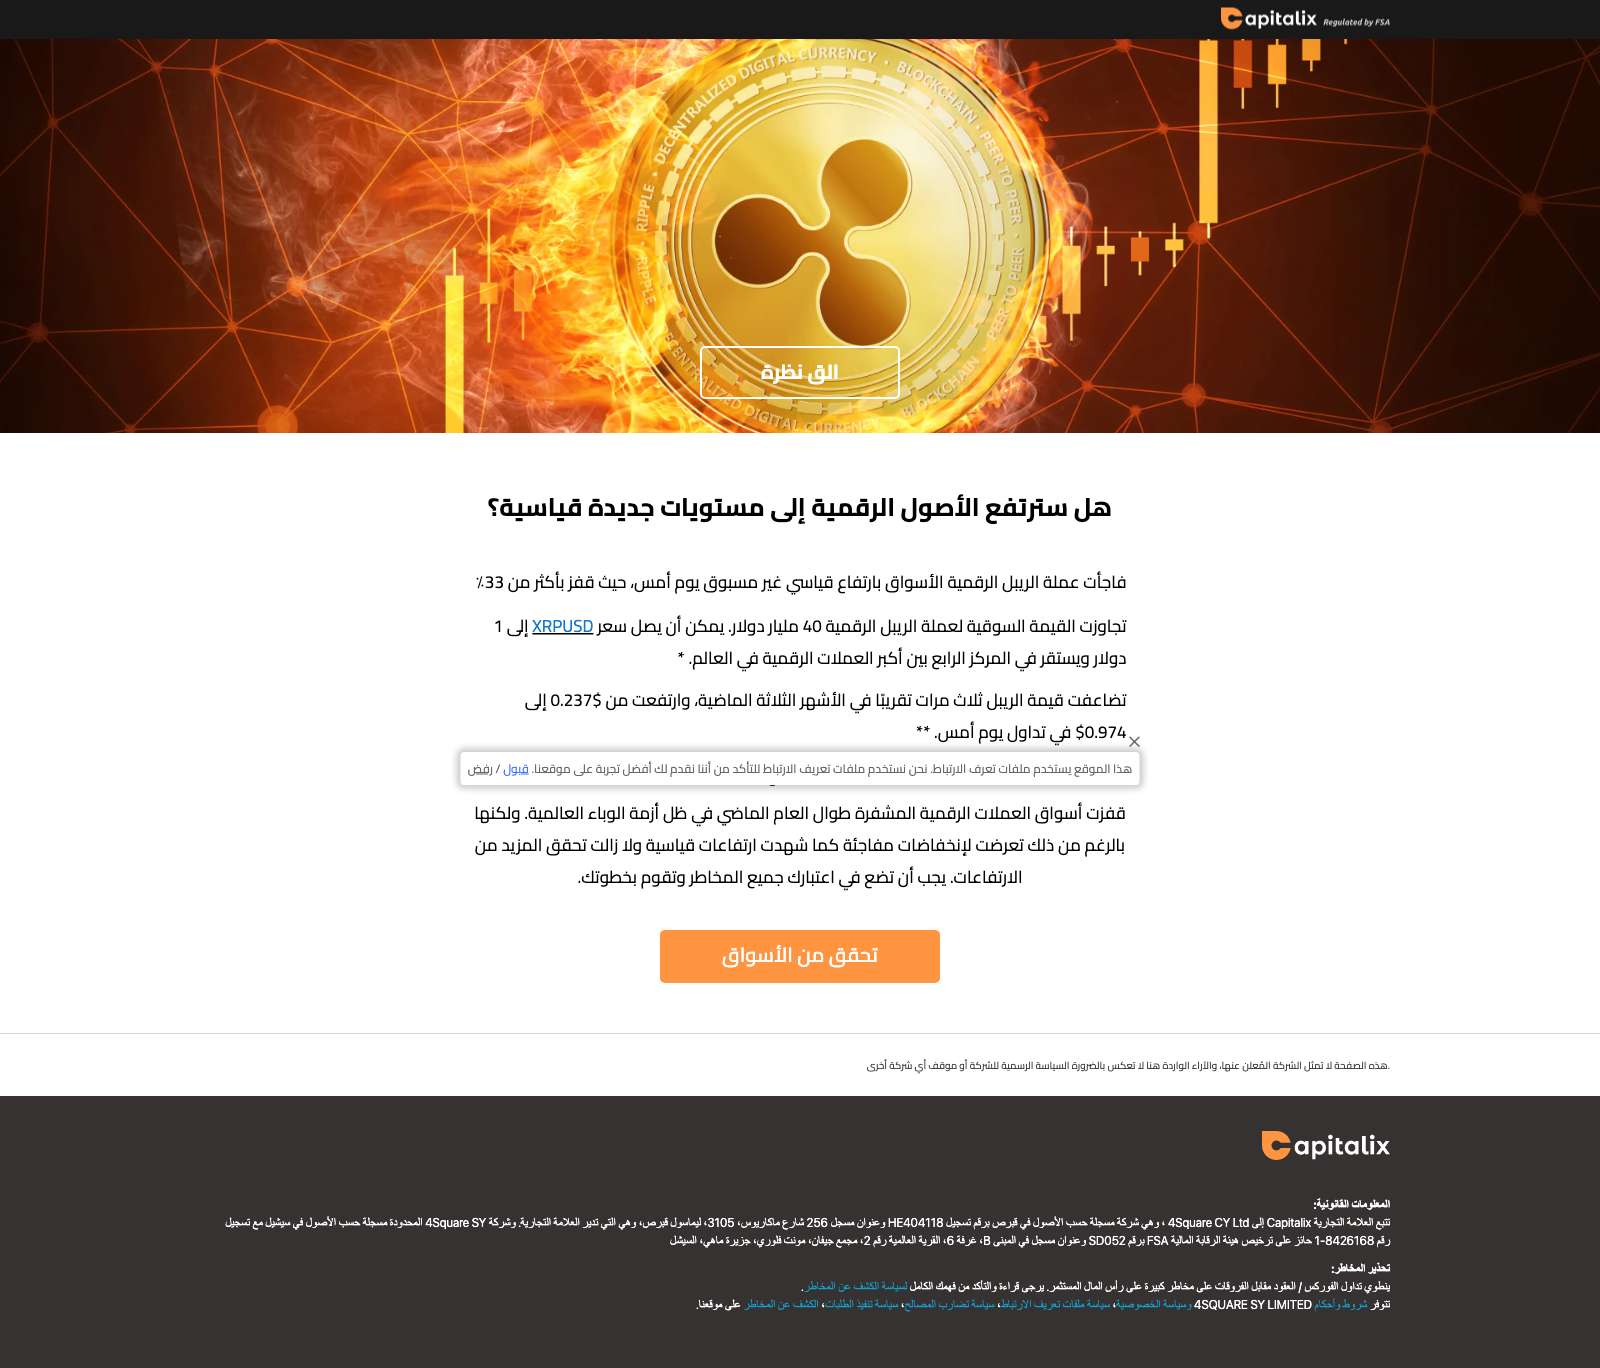 Capitalix Regulated by FSA
RIPPLE • DECENTRALIZED DIGITAL CURRENCY • BLOCKCHAIN • PEER TO PEER •
RIPPLE
DECENTRALIZED DIGITAL CURRENCY
BLOCKCHAIN • PEER TO PEER
الق نظرة
هل سترتفع الأصول الرقمية إلى مستويات جديدة قياسية؟
فاجأت عملة الريبل الرقمية الأسواق بارتفاع قياسي غير مسبوق يوم أمس، حيث قفز بأكثر من 33٪
تجاوزت القيمة السوقية لعملة الريبل الرقمية 40 مليار دولار. يمكن أن يصل سعر XRPUSD إلى 1
دولار ويستقر في المركز الرابع بين أكبر العملات الرقمية في العالم. *
تضاعفت قيمة الريبل ثلاث مرات تقريبًا في الأشهر الثلاثة الماضية، وارتفعت من $0.237 إلى
$0.974 في تداول يوم أمس. **
هذا الموقع يستخدم ملفات تعرف الارتباط. نحن نستخدم ملفات تعريف الارتباط للتأكد من أننا نقدم لك أفضل تجربة على موقعنا. قبول / رفض
قفزت أسواق العملات الرقمية المشفرة طوال العام الماضي في ظل أزمة الوباء العالمية. ولكنها
بالرغم من ذلك تعرضت لإنخفاضات مفاجئة كما شهدت ارتفاعات قياسية ولا زالت تحقق المزيد من
الارتفاعات. يجب أن تضع في اعتبارك جميع المخاطر وتقوم بخطوتك.
تحقق من الأسواق
هذه الصفحة لا تمثل الشركة المُعلن عنها، والآراء الواردة هنا لا تعكس بالضرورة السياسة الرسمية للشركة أو موقف أي شركة أخرى.
Capitalix
المعلومات القانونية:
تتبع العلامة التجارية Capitalix إلى 4Square CY Ltd ، وهي شركة مسجلة حسب الأصول في قبرص برقم تسجيل HE404118 وعنوان مسجل 256 شارع ماكاريوس، 3105، ليماسول قبرص، وهي التي تدير العلامة التجارية. وشركة 4Square SY المحدودة مسجلة حسب الأصول في سيشيل مع تسجيل
رقم 8426168-1 حائز على ترخيص هيئة الرقابة المالية FSA برقم SD052 وعنوان مسجل في المبنى B، غرفة 6، القرية العالمية رقم 2، مجمع جيفان، مونت فلوري، جزيرة ماهي، السيشل
تحذير المخاطر:
ينطوي تداول الفوركس / العقود مقابل الفروقات على مخاطر كبيرة على رأس المال المستثمر. يرجى قراءة والتأكد من فهمك الكامل لسياسة الكشف عن المخاطر.
تتوفر شروط وأحكام 4SQUARE SY LIMITED وسياسة الخصوصية، سياسة ملفات تعريف الارتباط، سياسة تضارب المصالح، سياسة تنفيذ الطلبات، الكشف عن المخاطر على موقعنا.